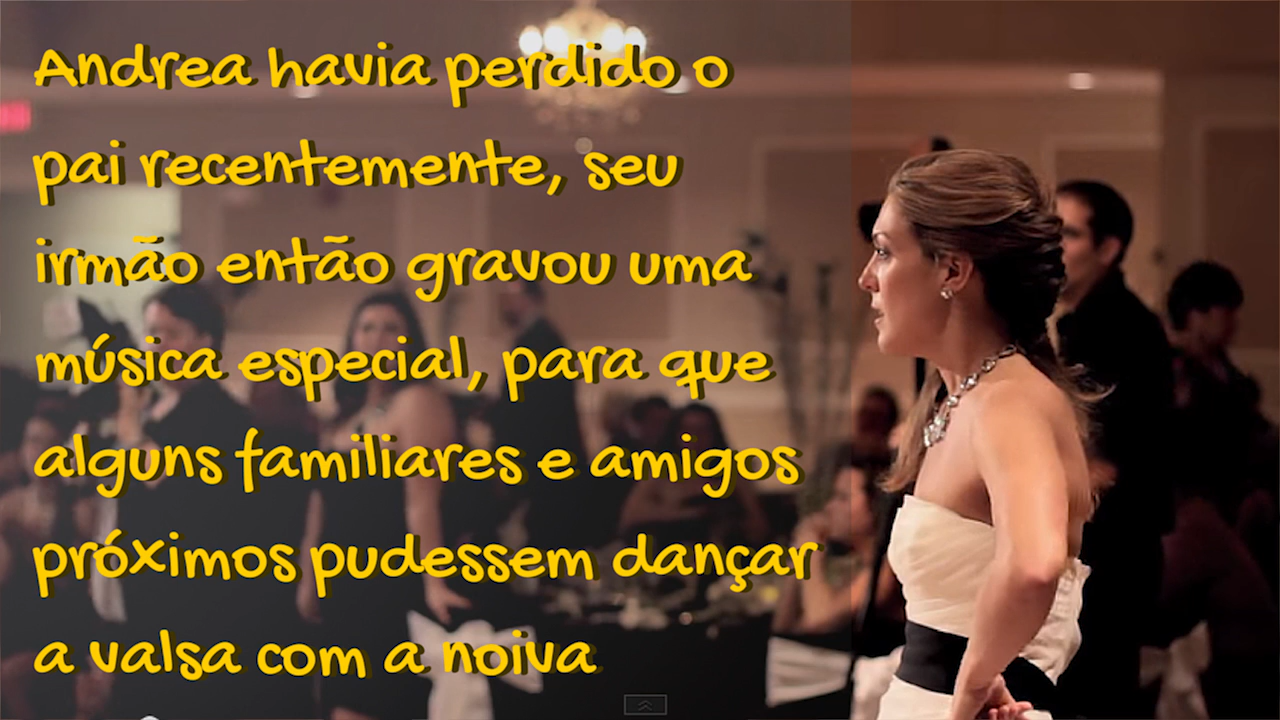 Andrea havia perdido o
pai recentemente, seu
irmão então gravou uma
música especial, para que
alguns familiares e amigos
próximos pudessem dançar
a valsa com a noiva